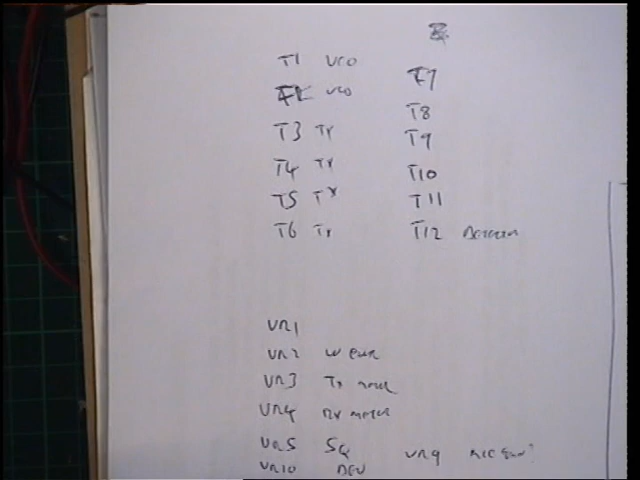 T1 VCO
T2 VCO T7
T8
T3 Tx T9
T4 Tx T10
T5 Tx T11
T6 Tx T12
VR1
VR2
VR3 Tx
VR4 RX METER
VR5 SQ VR9
VR10 DEV